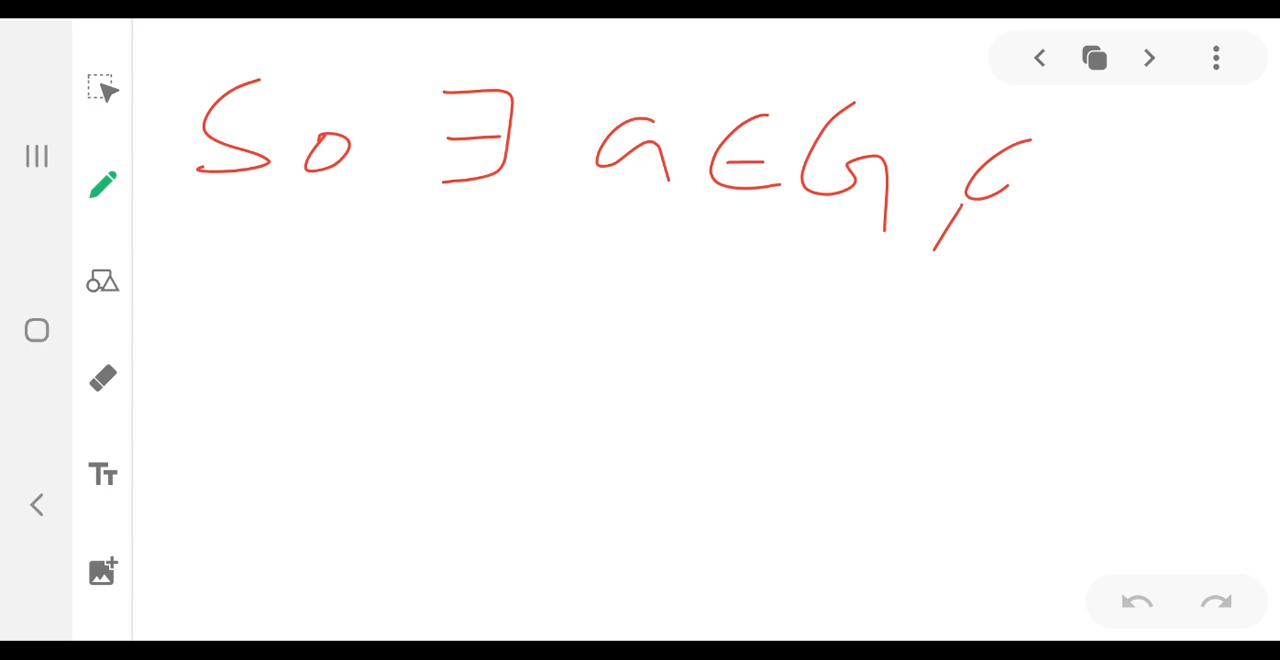 So ∃ a ∈ G,